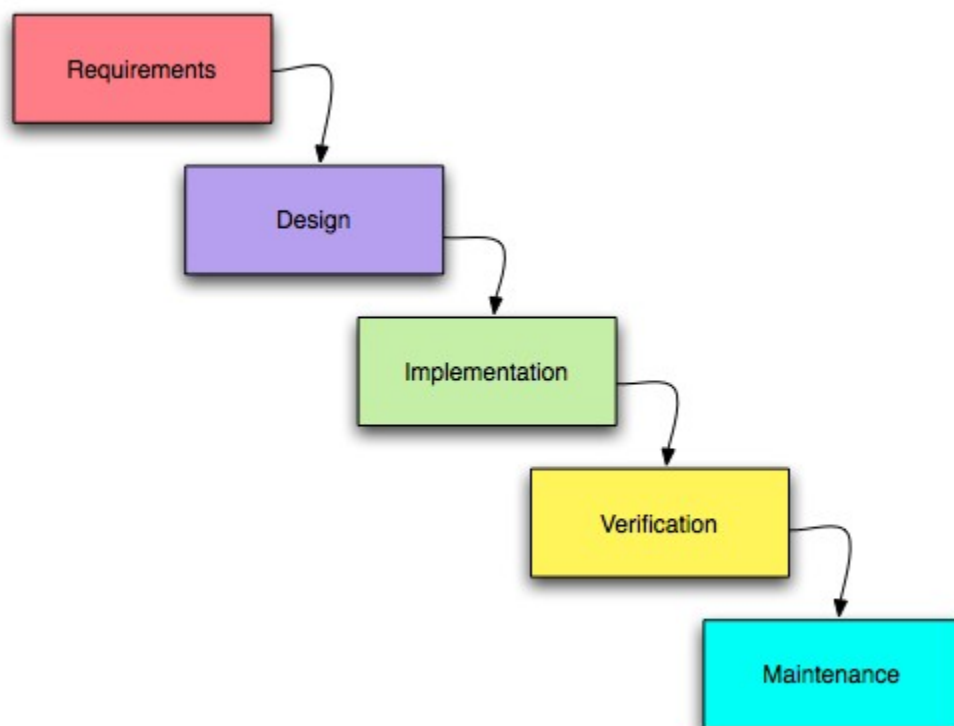 Requirements
Design
Implementation
Verification
Maintenance